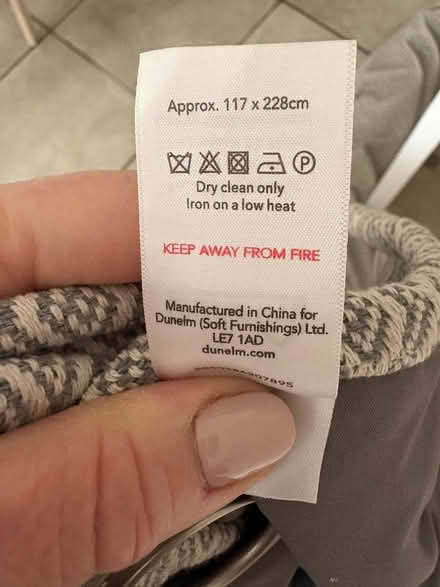 Approx. 117 x 228cm
P
Dry clean only
Iron on a low heat
KEEP AWAY FROM FIRE
Manufactured in China for
Dunelm (Soft Furnishings) Ltd.
LE7 1AD
dunelm.com